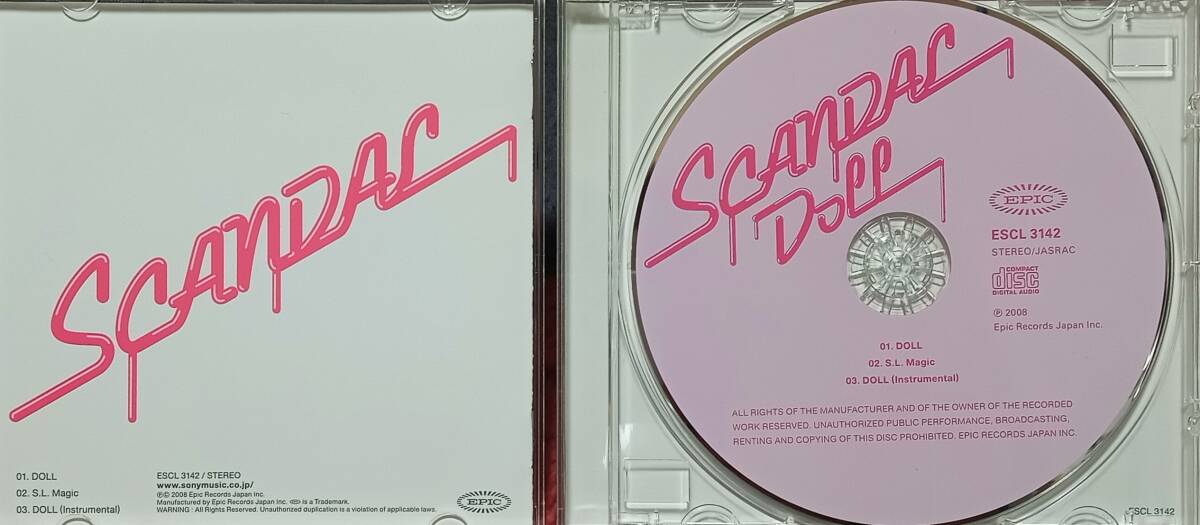 SCANDAL
01. DOLL
02. S.L. Magic
03. DOLL (Instrumental)
ESCL 3142 / STEREO
www.sonymusic.co.jp/
℗© 2008 Epic Records Japan Inc.
Manufactured by Epic Records Japan Inc. EPIC is a Trademark.
WARNING : All Rights Reserved. Unauthorized duplication is a violation of applicable laws.
EPIC
SCANDAL
DOLL
EPIC
ESCL 3142
STEREO/JASRAC
COMPACT
disc
DIGITAL AUDIO
℗ 2008
Epic Records Japan Inc.
01. DOLL
02. S.L. Magic
03. DOLL (Instrumental)
ALL RIGHTS OF THE MANUFACTURER AND OF THE OWNER OF THE RECORDED
WORK RESERVED. UNAUTHORIZED PUBLIC PERFORMANCE, BROADCASTING,
RENTING AND COPYING OF THIS DISC PROHIBITED. EPIC RECORDS JAPAN INC.
ESCL 3142